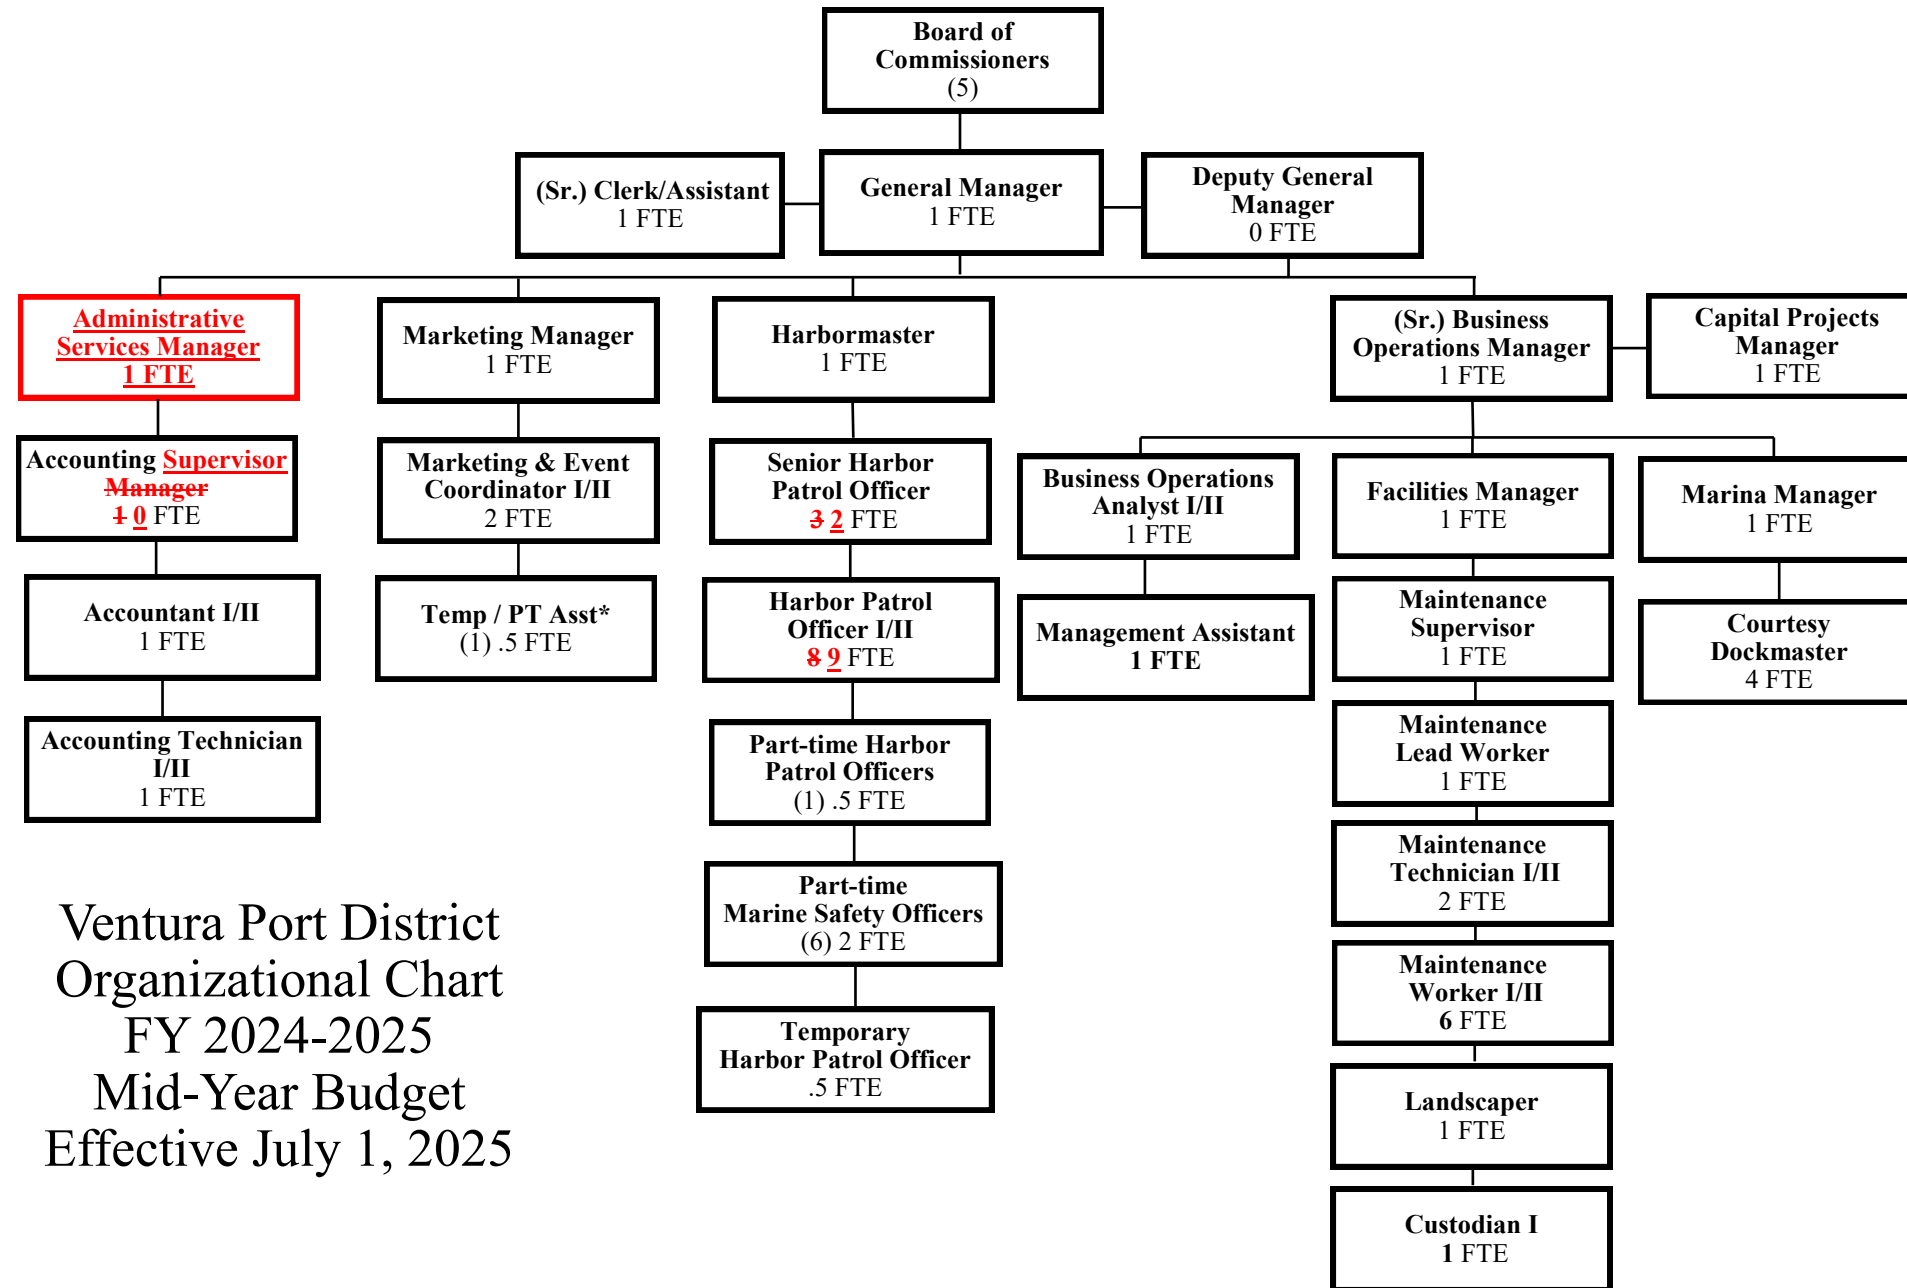 Board of
Commissioners
(5)
(Sr.) Clerk/Assistant
1 FTE
General Manager
1 FTE
Deputy General
Manager
0 FTE
Administrative
Services Manager
1 FTE
Marketing Manager
1 FTE
Harbormaster
1 FTE
(Sr.) Business
Operations Manager
1 FTE
Capital Projects
Manager
1 FTE
Accounting Supervisor
Manager
1 0 FTE
Marketing & Event
Coordinator I/II
2 FTE
Senior Harbor
Patrol Officer
3 2 FTE
Business Operations
Analyst I/II
1 FTE
Facilities Manager
1 FTE
Marina Manager
1 FTE
Accountant I/II
1 FTE
Temp / PT Asst*
(1) .5 FTE
Harbor Patrol
Officer I/II
8 9 FTE
Management Assistant
1 FTE
Maintenance
Supervisor
1 FTE
Courtesy
Dockmaster
4 FTE
Accounting Technician
I/II
1 FTE
Part-time Harbor
Patrol Officers
(1) .5 FTE
Maintenance
Lead Worker
1 FTE
Part-time
Marine Safety Officers
(6) 2 FTE
Maintenance
Technician I/II
2 FTE
Maintenance
Worker I/II
6 FTE
Temporary
Harbor Patrol Officer
.5 FTE
Landscaper
1 FTE
Custodian I
1 FTE
Ventura Port District
Organizational Chart
FY 2024-2025
Mid-Year Budget
Effective July 1, 2025